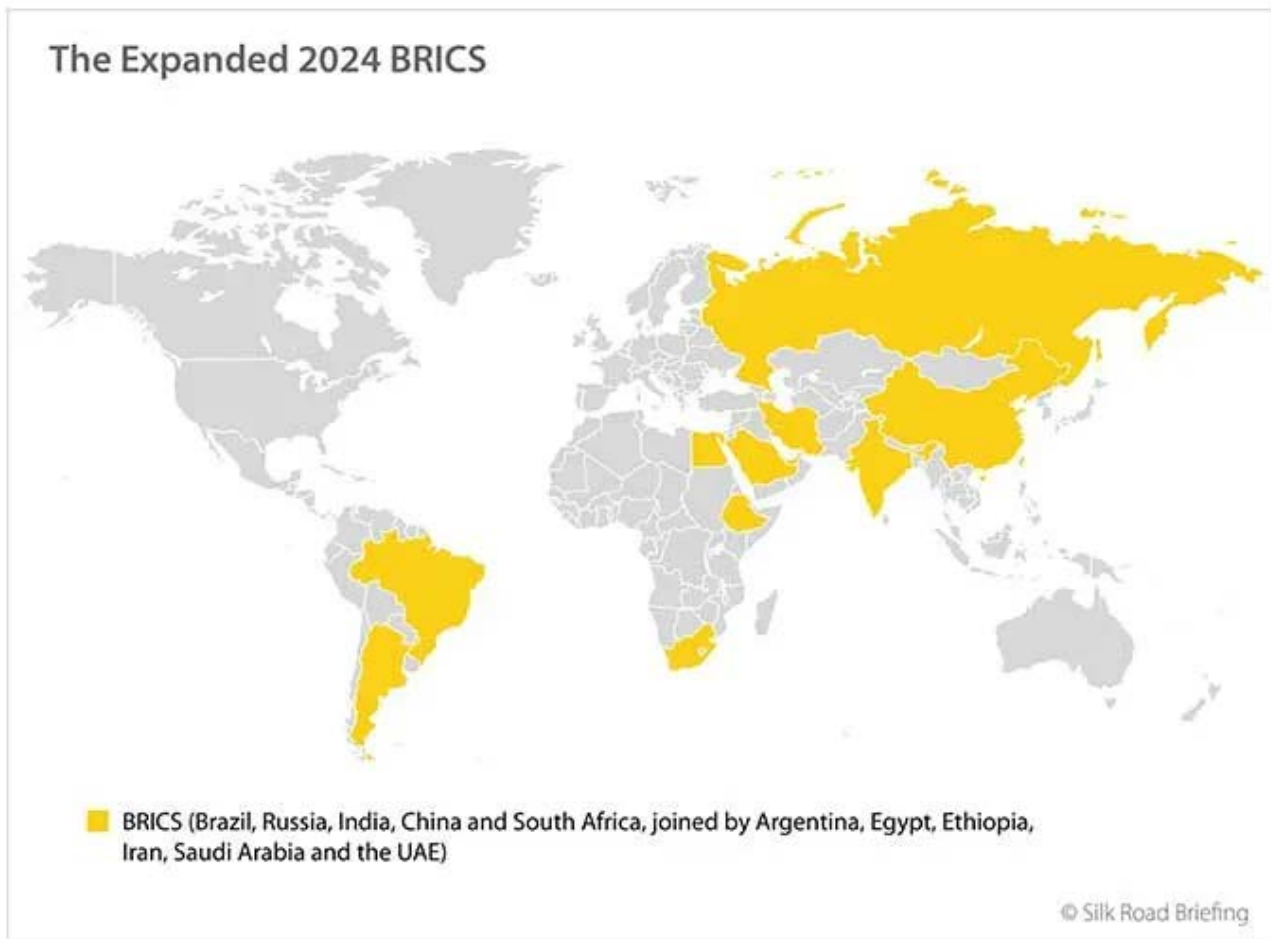 The Expanded 2024 BRICS
BRICS (Brazil, Russia, India, China and South Africa, joined by Argentina, Egypt, Ethiopia,
Iran, Saudi Arabia and the UAE)
© Silk Road Briefing